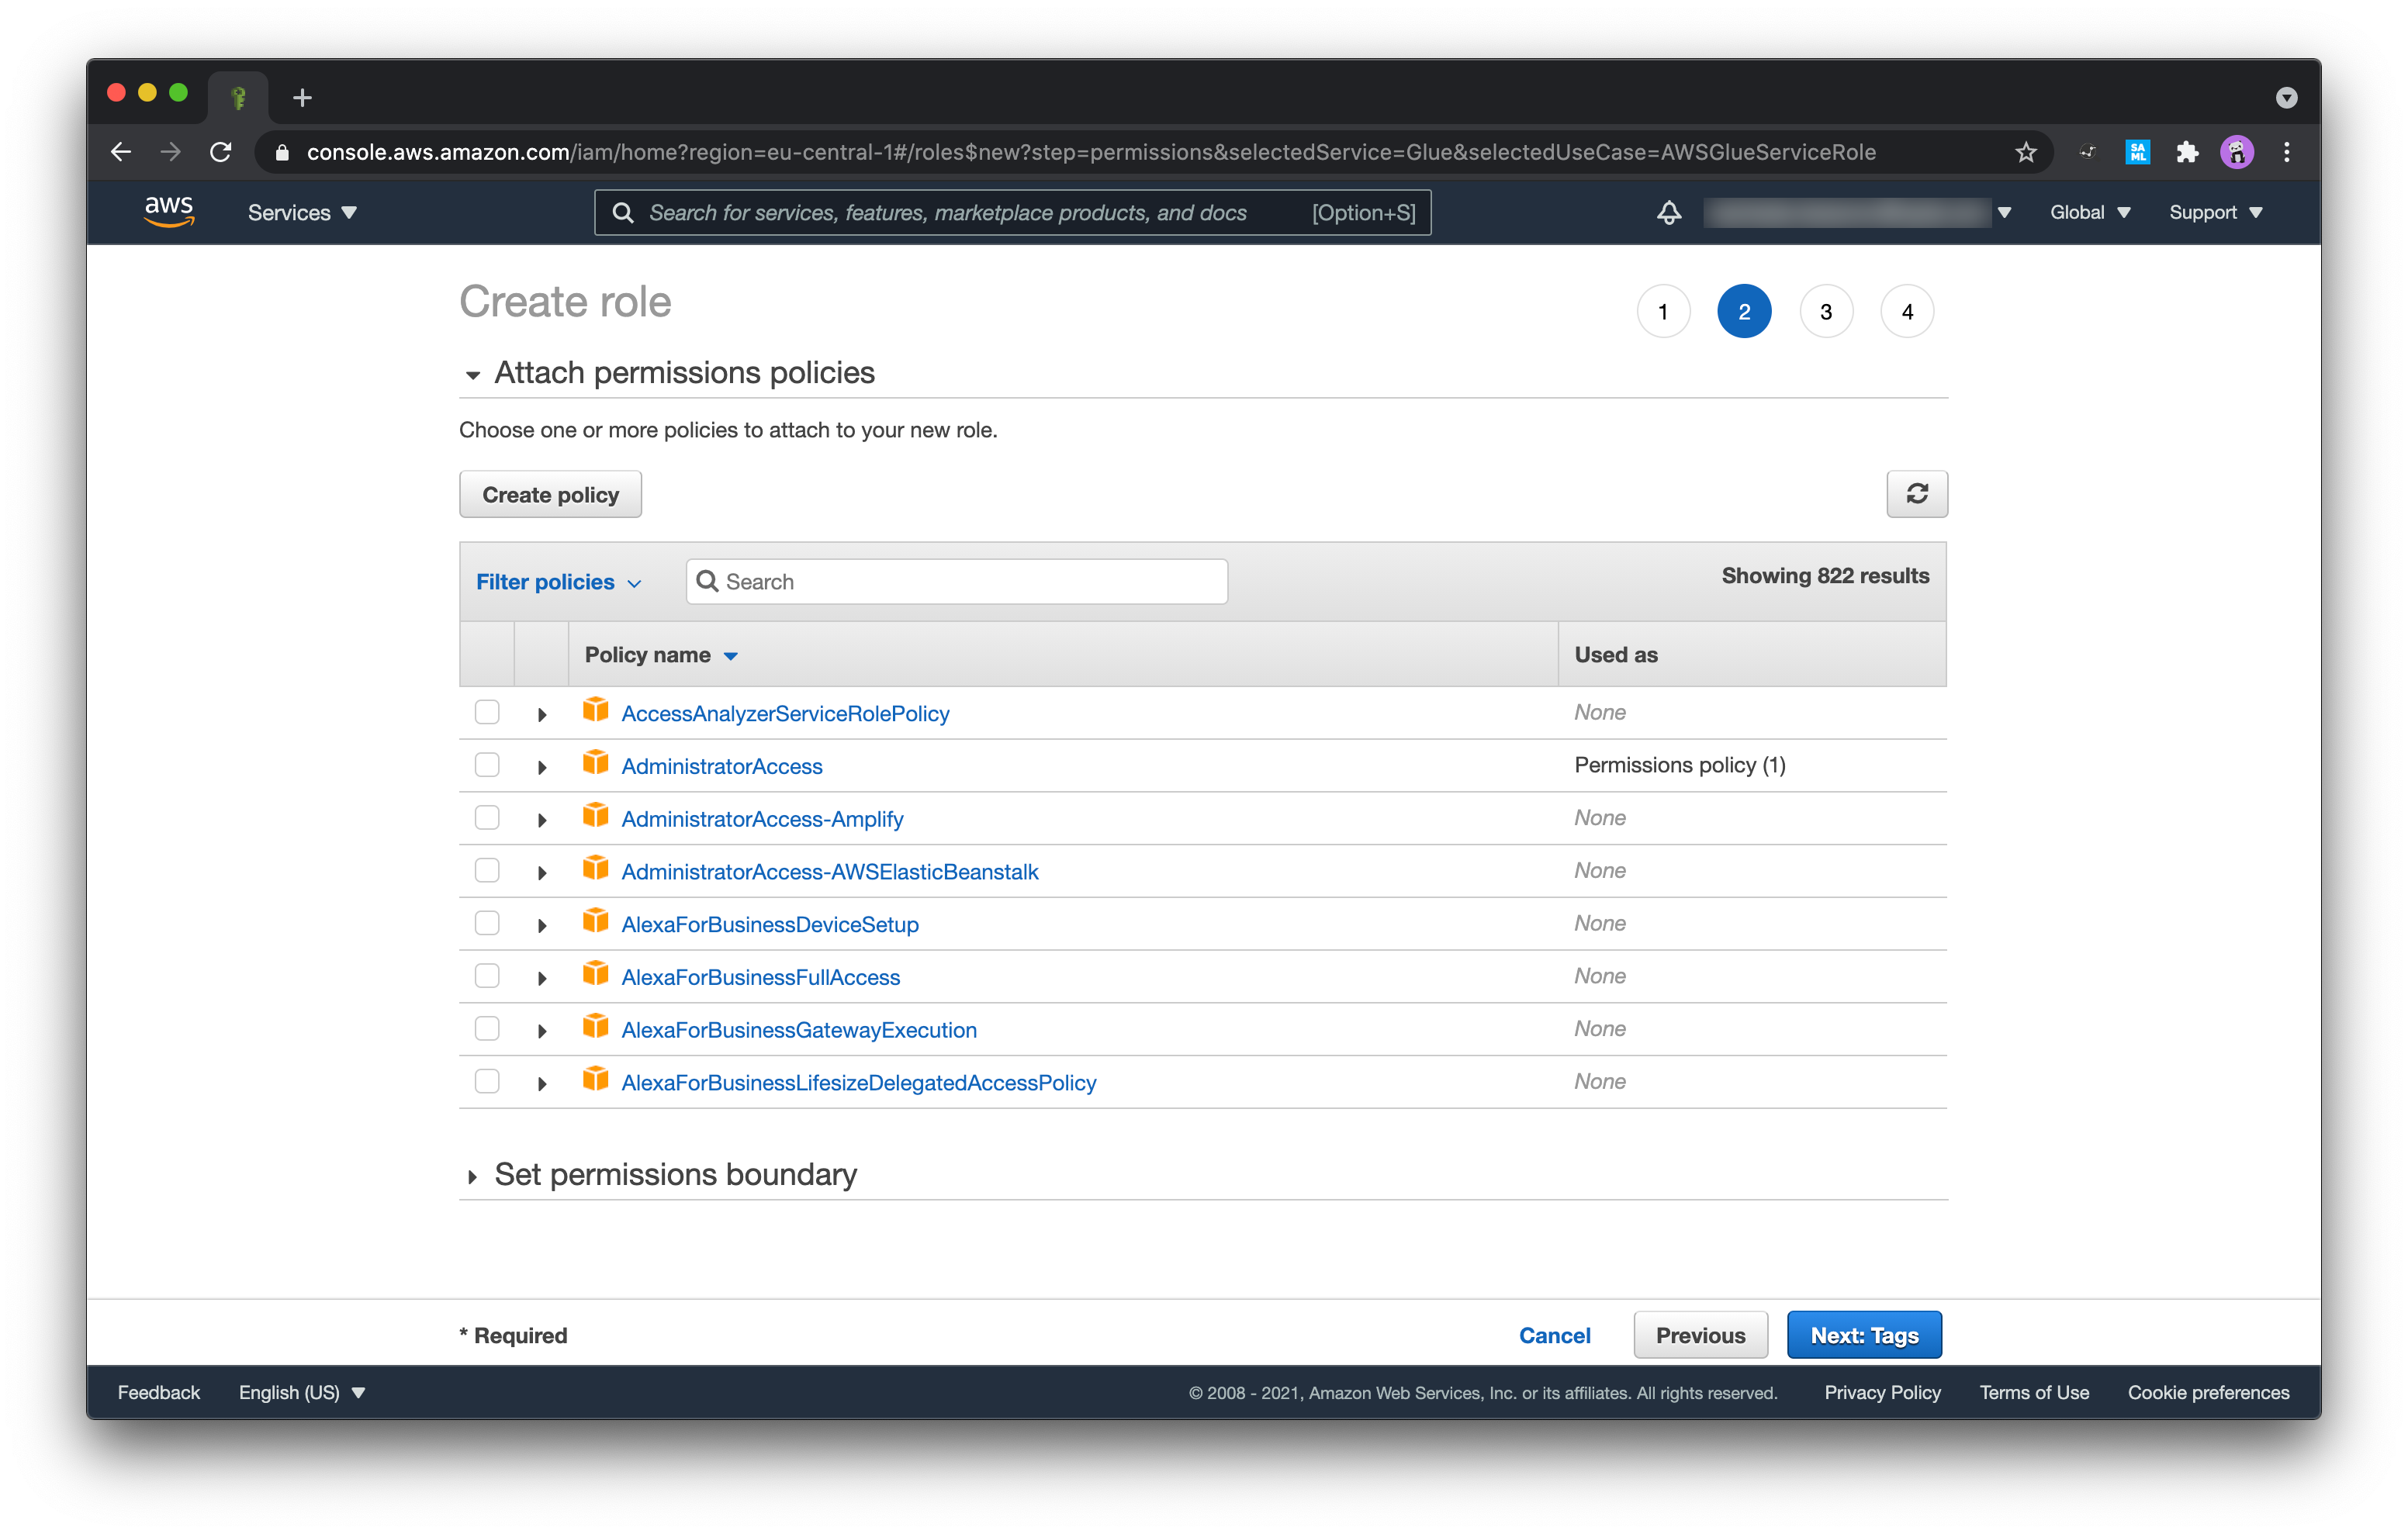 console.aws.amazon.com/iam/home?region=eu-central-1#/roles$new?step=permissions&selectedService=Glue&selectedUseCase=AWSGlueServiceRole
SA
ML
aws
Services
Search for services, features, marketplace products, and docs [Option+S]
Global
Support
Create role
1 2 3 4
Attach permissions policies
Choose one or more policies to attach to your new role.
Create policy
Filter policies
Search
Showing 822 results
Policy name
Used as
AccessAnalyzerServiceRolePolicy None
AdministratorAccess Permissions policy (1)
AdministratorAccess-Amplify None
AdministratorAccess-AWSElasticBeanstalk None
AlexaForBusinessDeviceSetup None
AlexaForBusinessFullAccess None
AlexaForBusinessGatewayExecution None
AlexaForBusinessLifesizeDelegatedAccessPolicy None
Set permissions boundary
* Required
Cancel
Previous
Next: Tags
Feedback
English (US)
© 2008 - 2021, Amazon Web Services, Inc. or its affiliates. All rights reserved.
Privacy Policy
Terms of Use
Cookie preferences